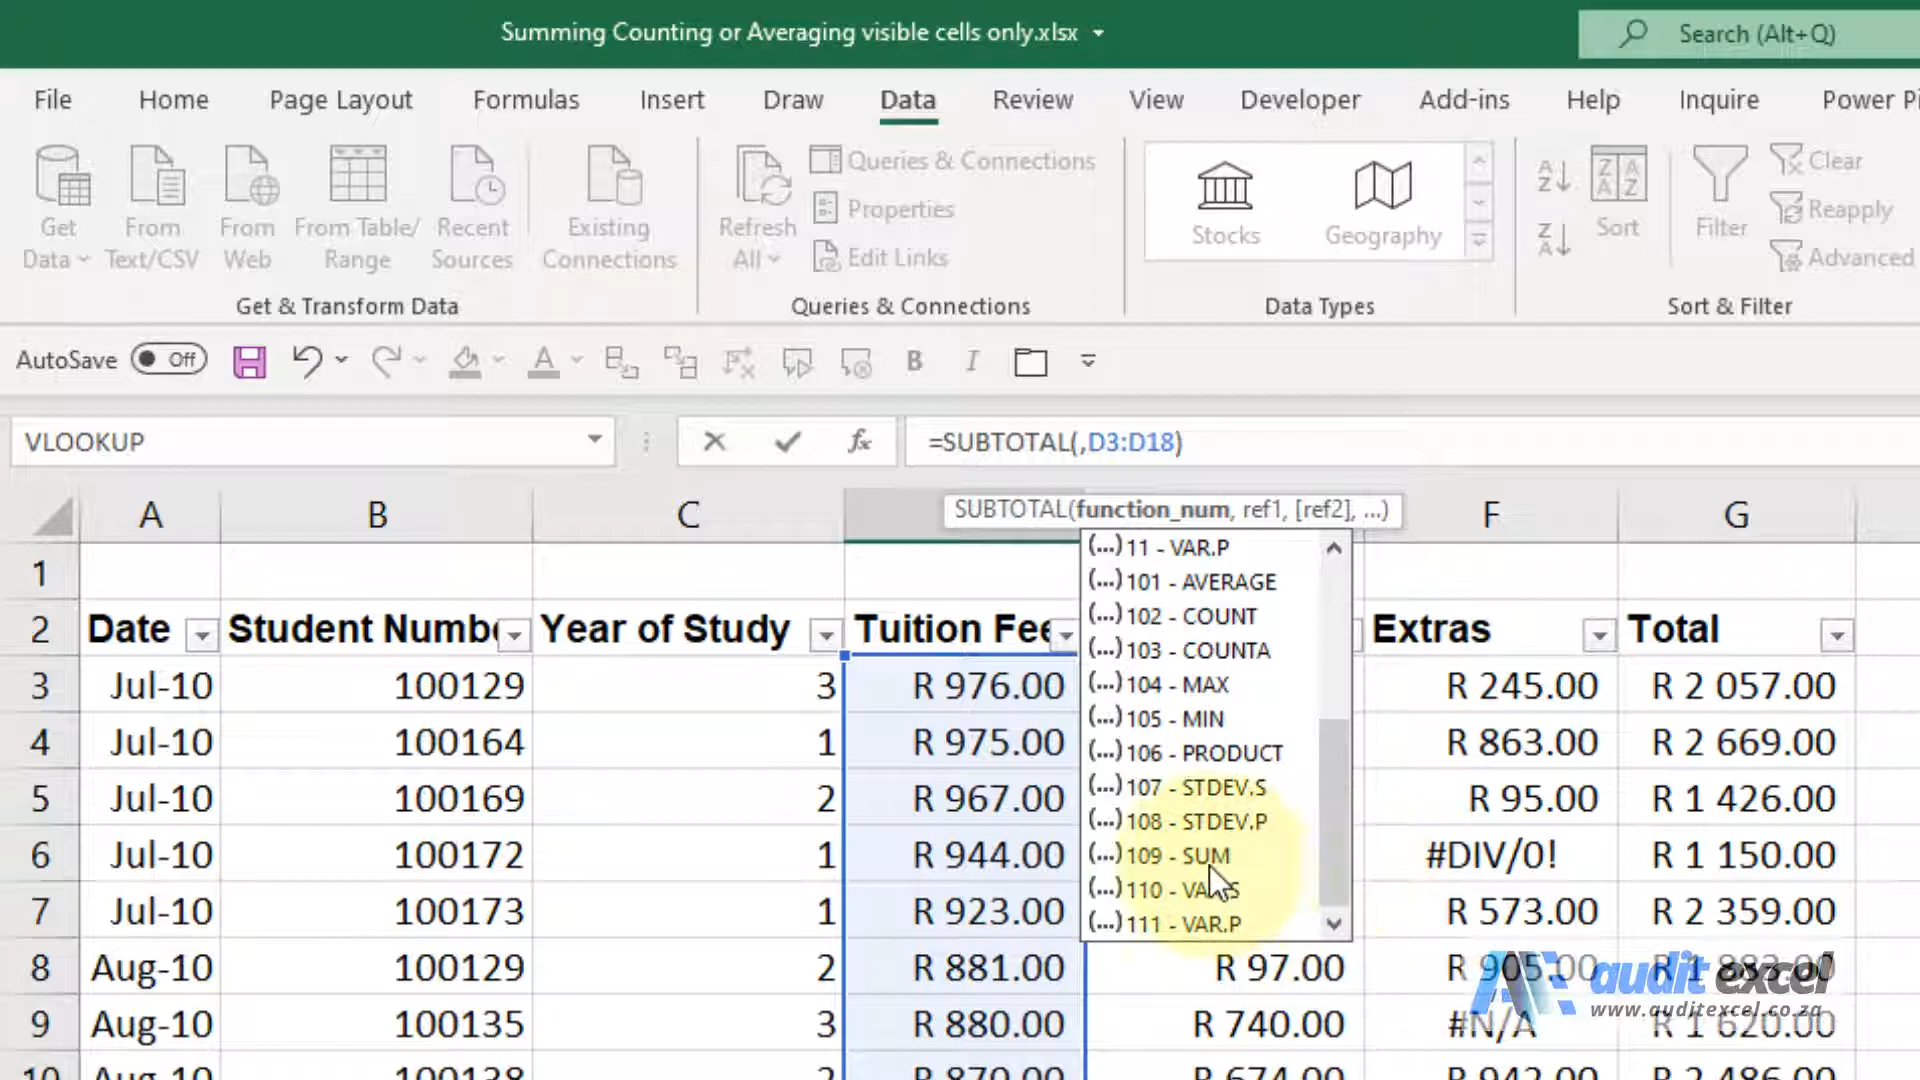 Summing Counting or Averaging visible cells only.xlsx
Search (Alt+Q)
File Home Page Layout Formulas Insert Draw Data Review View Developer Add-ins Help Inquire Power
Get Data
From Text/CSV
From Web
From Table/ Range
Recent Sources
Existing Connections
Refresh All
Queries & Connections
Properties
Edit Links
Stocks
Geography
Sort
Filter
Clear
Reapply
Advanced
Get & Transform Data
Queries & Connections
Data Types
Sort & Filter
AutoSave Off
B I
VLOOKUP
fx
=SUBTOTAL(,D3:D18)
SUBTOTAL(function_num, ref1, [ref2], ...)
A B C F G
1
2 Date Student Numb Year of Study Tuition Fee Extras Total
3 Jul-10 100129 3 R 976.00 R 245.00 R 2 057.00
4 Jul-10 100164 1 R 975.00 R 863.00 R 2 669.00
5 Jul-10 100169 2 R 967.00 R 95.00 R 1 426.00
6 Jul-10 100172 1 R 944.00 #DIV/0! R 1 150.00
7 Jul-10 100173 1 R 923.00 R 573.00 R 2 359.00
8 Aug-10 100129 2 R 881.00 R 97.00 R 905.00 R 1 883.00
9 Aug-10 100135 3 R 880.00 R 740.00 #N/A R 1 620.00
10 Aug-10 100138 2 R 870.00 R 674.00 R 942.00 R 2 486.00
(...) 11 - VAR.P
(...) 101 - AVERAGE
(...) 102 - COUNT
(...) 103 - COUNTA
(...) 104 - MAX
(...) 105 - MIN
(...) 106 - PRODUCT
(...) 107 - STDEV.S
(...) 108 - STDEV.P
(...) 109 - SUM
(...) 110 - VAR.S
(...) 111 - VAR.P
audit excel
www.auditexcel.co.za